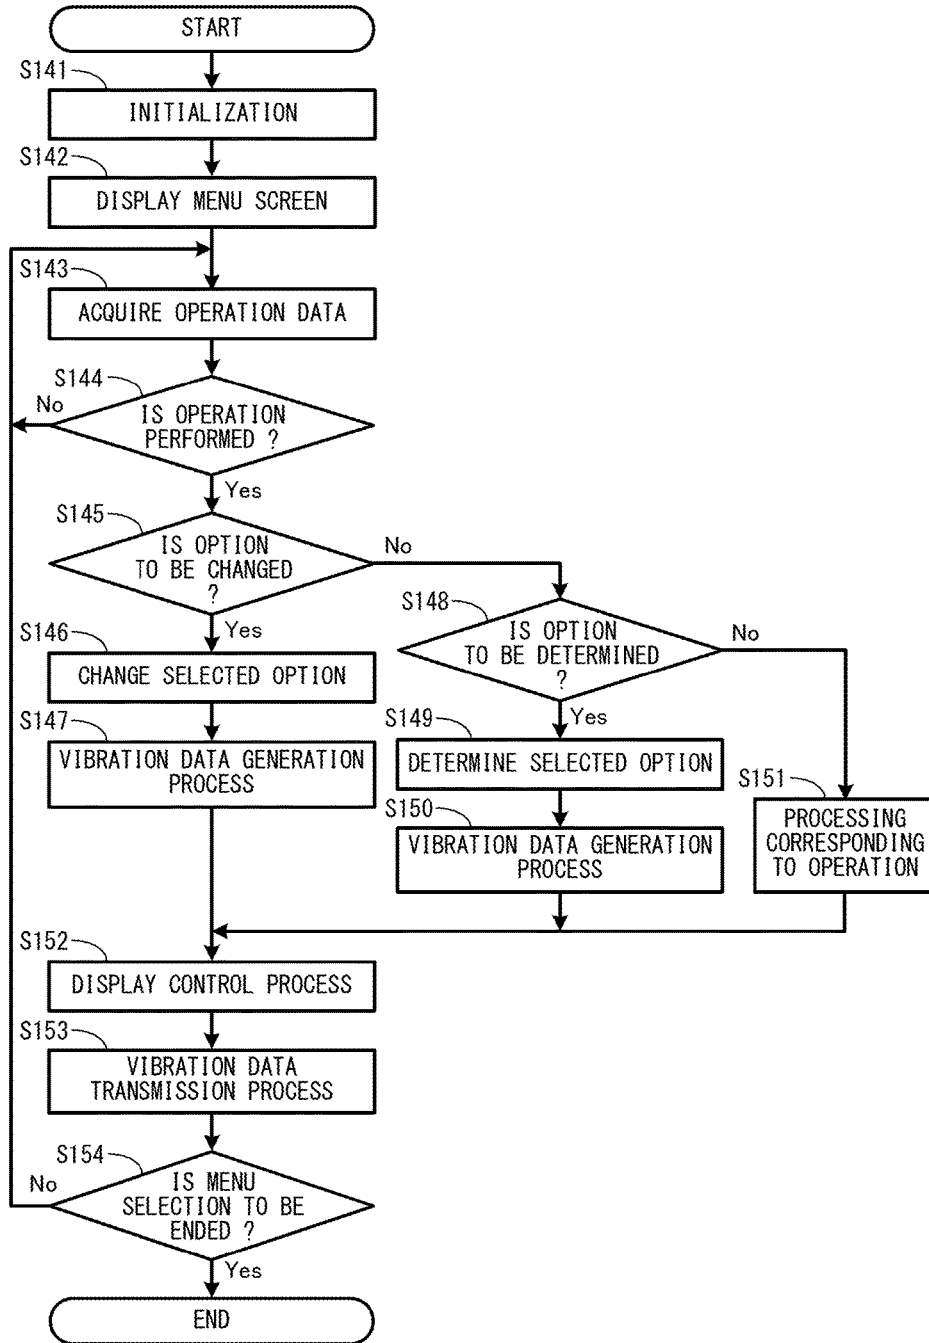 START
S141
INITIALIZATION
S142
DISPLAY MENU SCREEN
S143
ACQUIRE OPERATION DATA
S144
No
IS OPERATION
PERFORMED ?
Yes
S145
IS OPTION
TO BE CHANGED
?
No
Yes
S146
CHANGE SELECTED OPTION
S147
VIBRATION DATA GENERATION
PROCESS
S148
IS OPTION
TO BE DETERMINED
?
No
Yes
S149
DETERMINE SELECTED OPTION
S150
VIBRATION DATA GENERATION
PROCESS
S151
PROCESSING
CORRESPONDING
TO OPERATION
S152
DISPLAY CONTROL PROCESS
S153
VIBRATION DATA
TRANSMISSION PROCESS
S154
No
IS MENU
SELECTION TO BE
ENDED ?
Yes
END